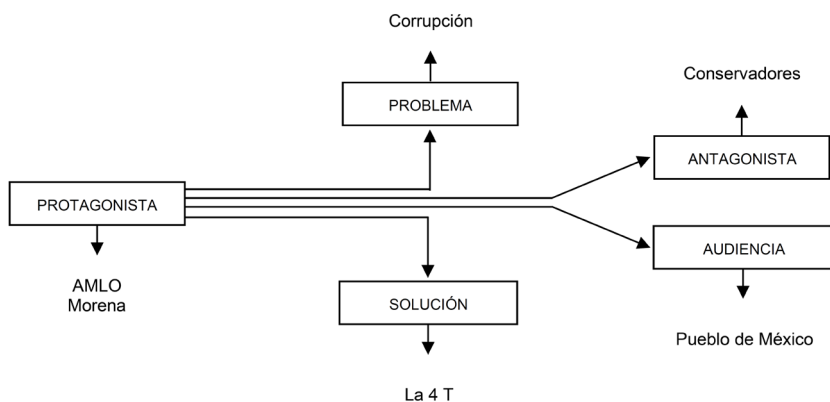 Corrupción
PROBLEMA
Conservadores
ANTAGONISTA
PROTAGONISTA
AMLO
Morena
AUDIENCIA
Pueblo de México
SOLUCIÓN
La 4 T